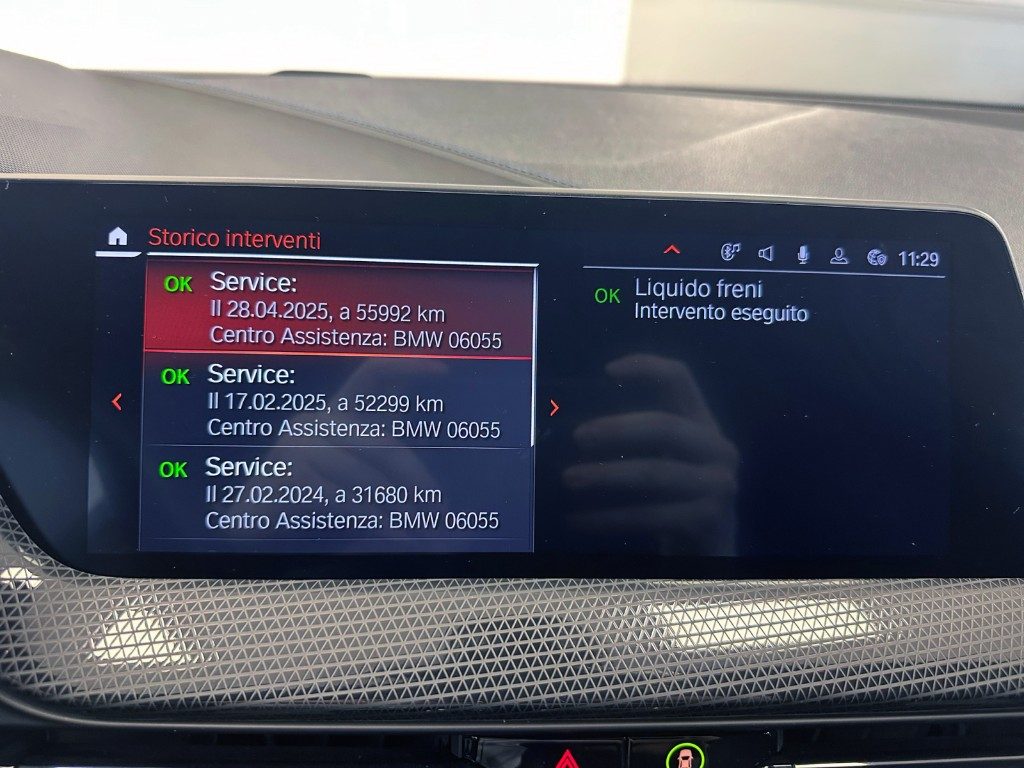 Storico interventi
11:29
OK Service:
Il 28.04.2025, a 55992 km
Centro Assistenza: BMW 06055
OK Service:
Il 17.02.2025, a 52299 km
Centro Assistenza: BMW 06055
OK Service:
Il 27.02.2024, a 31680 km
Centro Assistenza: BMW 06055
OK Liquido freni
Intervento eseguito